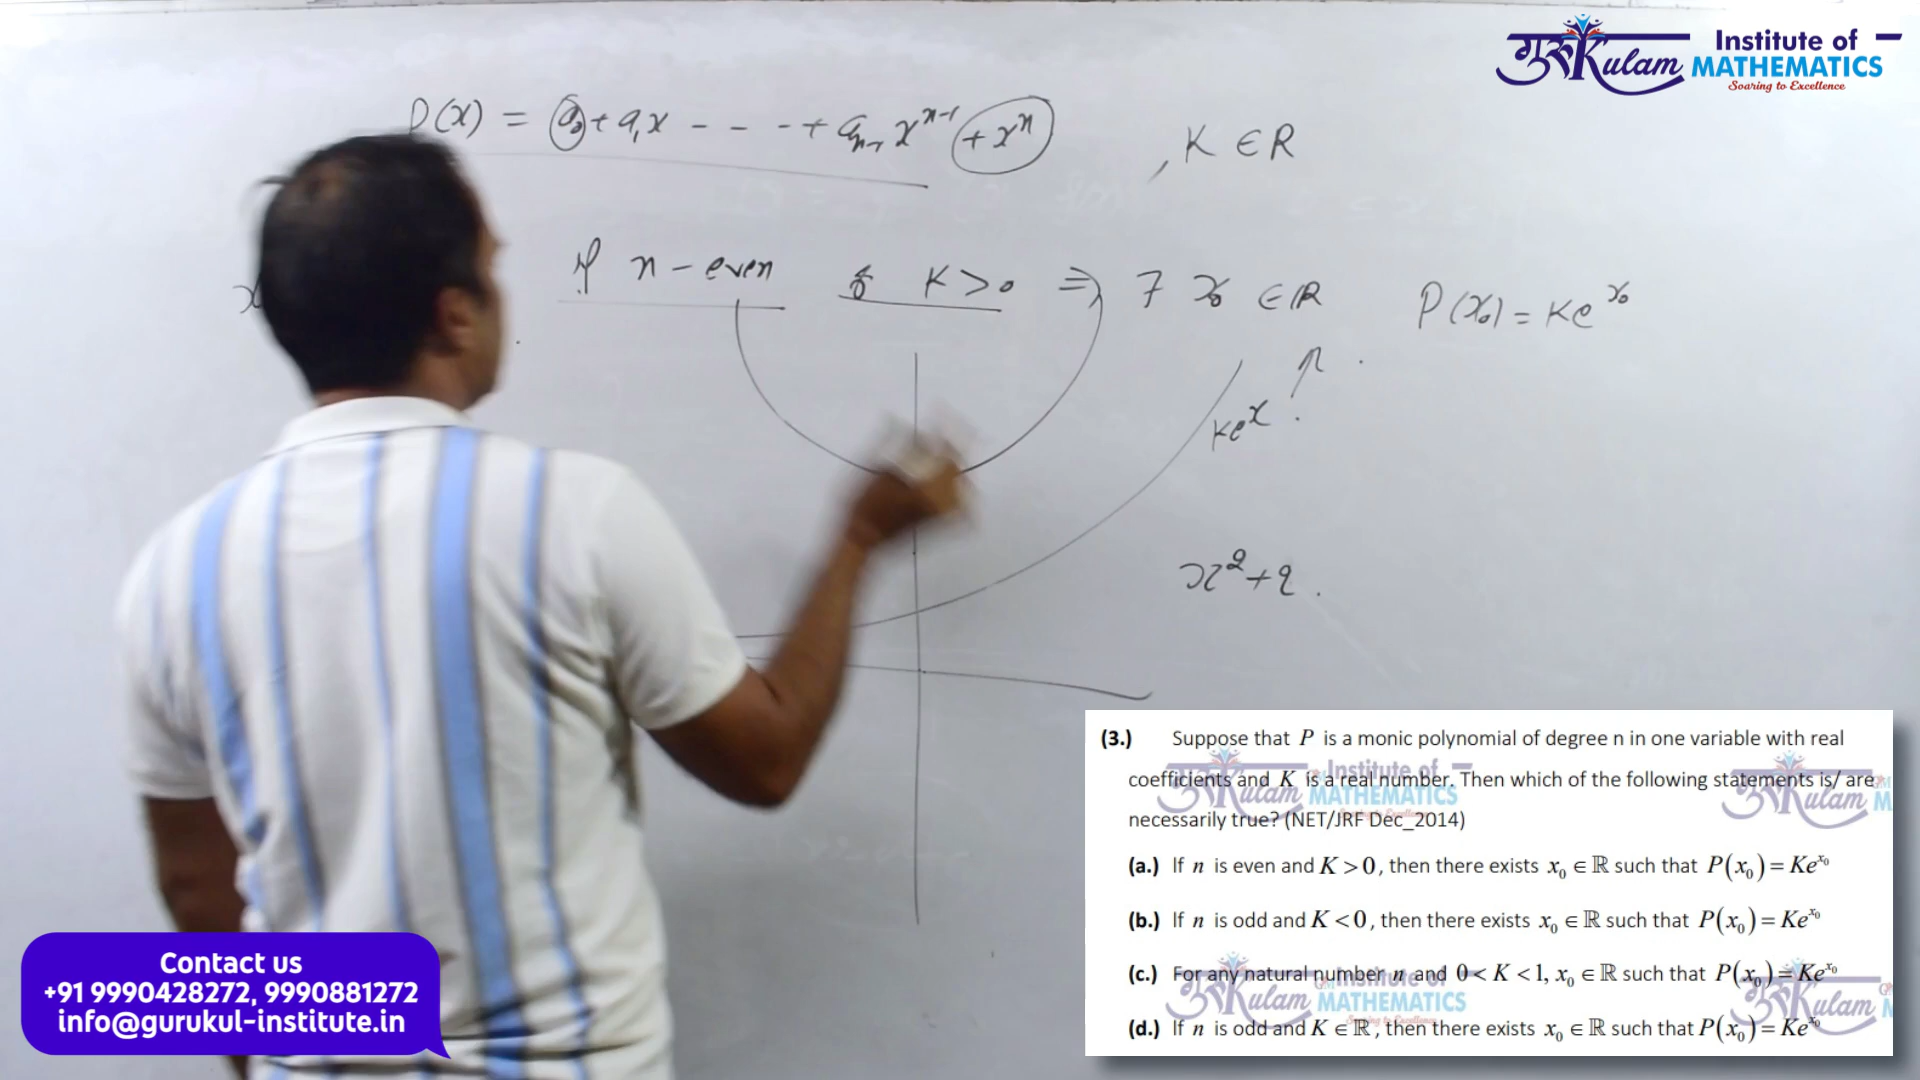 गुरुKulam Institute of MATHEMATICS
Soaring to Excellence
P(x) = a₀ + a₁x - - - + aₙ₋₁ xⁿ⁻¹ + xⁿ , K ∈ R
If n - even & K > 0 ⇒ ∃ x₀ ∈ R P(x₀) = Ke^x₀
Ke^x
x² + 2 .
(3.) Suppose that P is a monic polynomial of degree n in one variable with real
coefficients and K is a real number. Then which of the following statements is/ are
necessarily true? (NET/JRF Dec_2014)
(a.) If n is even and K > 0, then there exists x₀ ∈ ℝ such that P(x₀) = Ke^x₀
(b.) If n is odd and K < 0, then there exists x₀ ∈ ℝ such that P(x₀) = Ke^x₀
(c.) For any natural number n and 0 < K < 1, x₀ ∈ ℝ such that P(x₀) = Ke^x₀
(d.) If n is odd and K ∈ ℝ, then there exists x₀ ∈ ℝ such that P(x₀) = Ke^x₀
Contact us
+91 9990428272, 9990881272
info@gurukul-institute.in